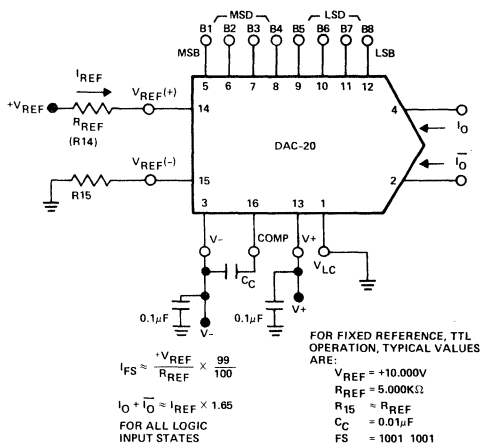 MSD LSD
B1 B2 B3 B4 B5 B6 B7 B8
MSB LSB
5 6 7 8 9 10 11 12
I_REF
+V_REF V_REF(+) 14
R_REF
(R14)
4
I_O
DAC-20
V_REF(-) 15
R15
I̅_O̅
2
3 16 13 1
V- COMP V+
C_C
V_LC
0.1μF 0.1μF
V- V+
I_FS ≈ +V_REF / R_REF × 99 / 100
I_O + I̅_O̅ ≈ I_REF × 1.65
FOR ALL LOGIC
INPUT STATES
FOR FIXED REFERENCE, TTL
OPERATION, TYPICAL VALUES
ARE:
V_REF = +10.000V
R_REF = 5.000KΩ
R_15 ≈ R_REF
C_C = 0.01μF
FS = 1001 1001